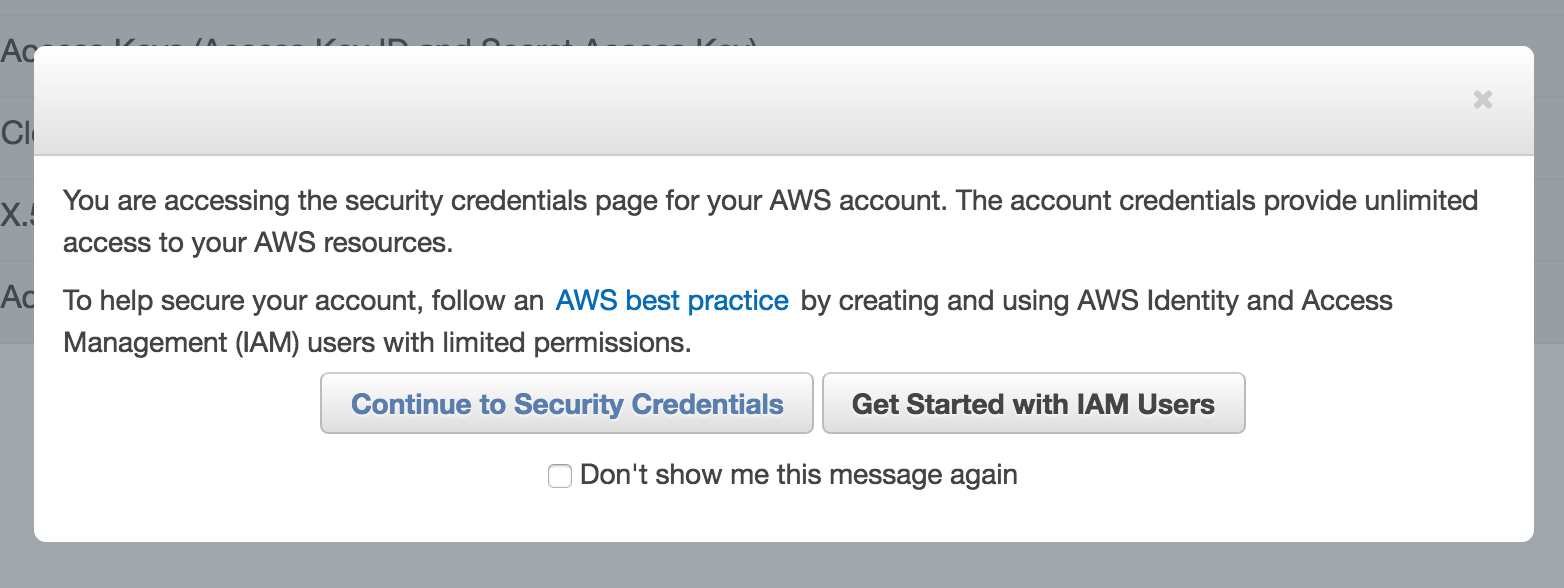 Access Keys (Access Key ID and Secret Access Key)
You are accessing the security credentials page for your AWS account. The account credentials provide unlimited
access to your AWS resources.
To help secure your account, follow an AWS best practice by creating and using AWS Identity and Access
Management (IAM) users with limited permissions.
Continue to Security Credentials Get Started with IAM Users
Don't show me this message again